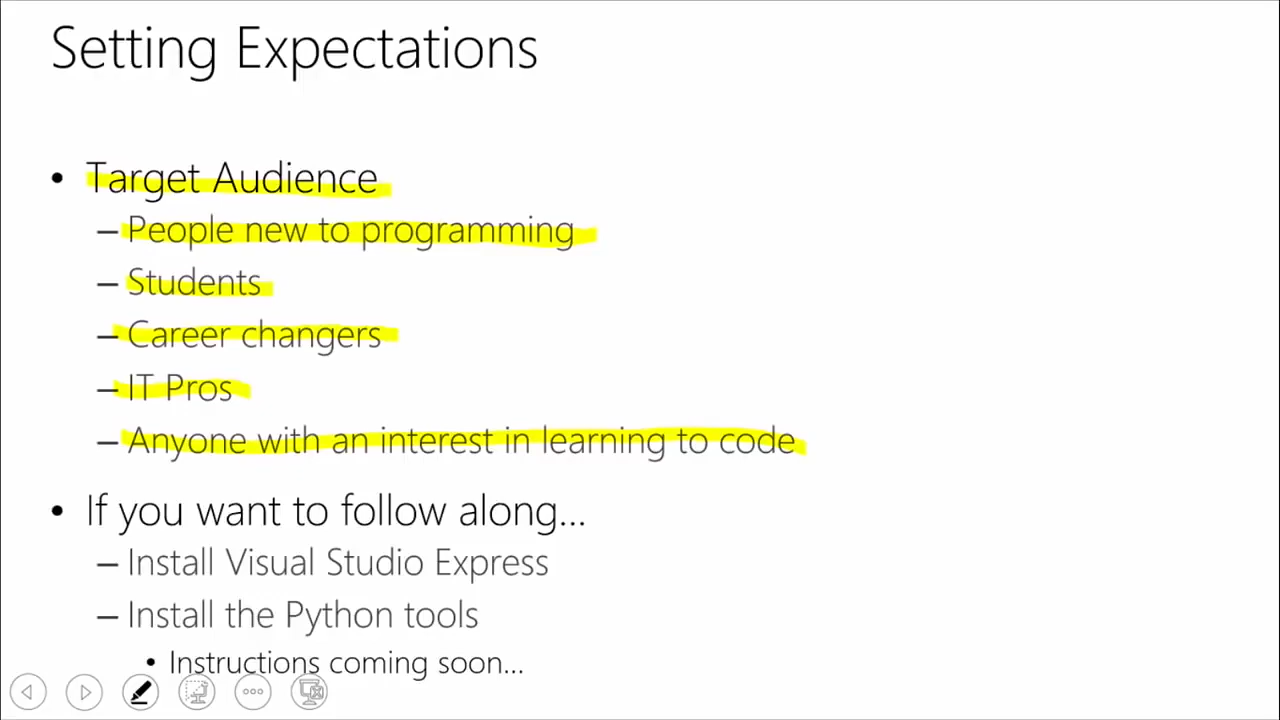 Setting Expectations
• Target Audience
– People new to programming
– Students
– Career changers
– IT Pros
– Anyone with an interest in learning to code
• If you want to follow along...
– Install Visual Studio Express
– Install the Python tools
• Instructions coming soon...